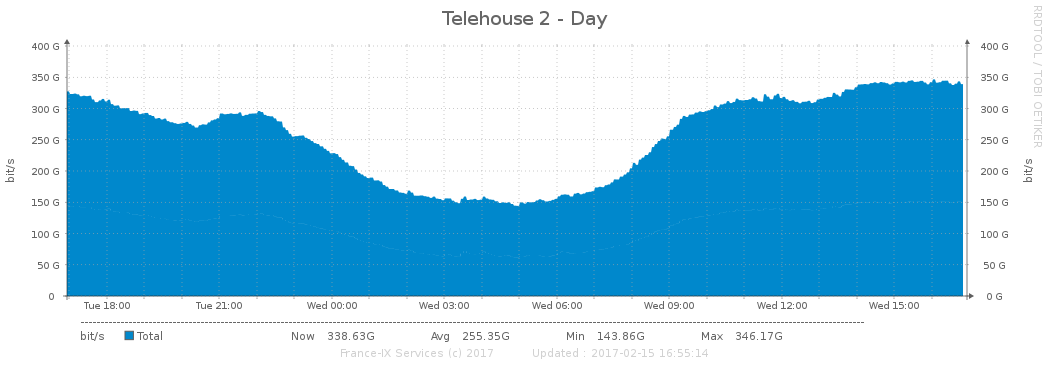 Telehouse 2 - Day
RRDTOOL / TOBI OETIKER
400 G 400 G
350 G 350 G
300 G 300 G
250 G 250 G
200 G 200 G
150 G 150 G
100 G 100 G
50 G 50 G
0 0 G
bit/s bit/s
Tue 18:00 Tue 21:00 Wed 00:00 Wed 03:00 Wed 06:00 Wed 09:00 Wed 12:00 Wed 15:00
bit/s Total Now 338.63G Avg 255.35G Min 143.86G Max 346.17G
France-IX Services (c) 2017 Updated : 2017-02-15 16:55:14